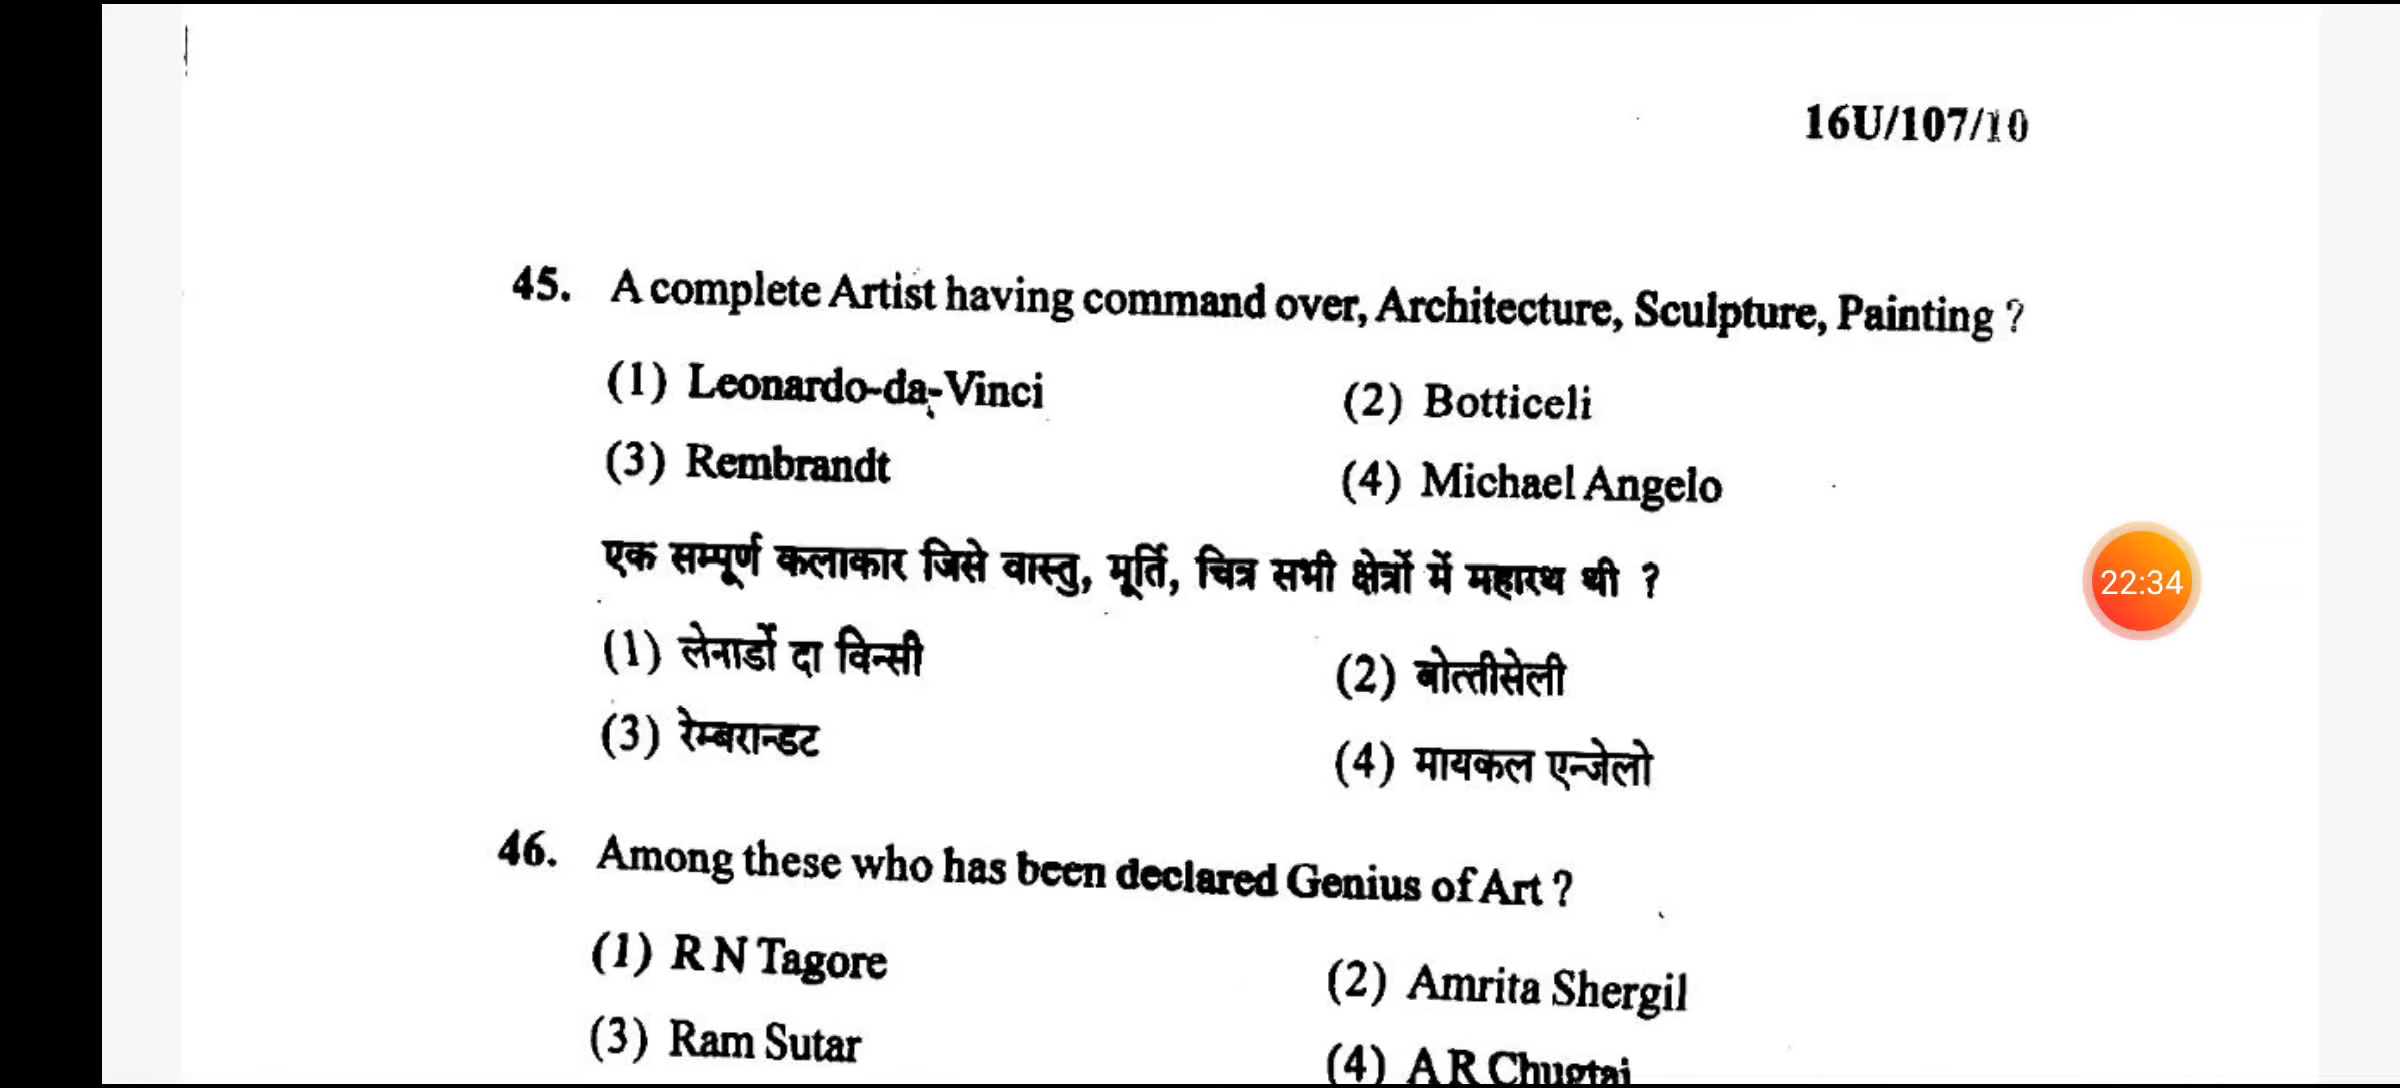 16U/107/10
45. A complete Artist having command over, Architecture, Sculpture, Painting ?
(1) Leonardo-da-Vinci
(2) Botticeli
(3) Rembrandt
(4) Michael Angelo
एक सम्पूर्ण कलाकार जिसे वास्तु, मूर्ति, चित्र सभी क्षेत्रों में महारथ थी ?
(1) लेनार्डो दा विन्सी
(2) बोत्तीसेली
(3) रेम्बरान्डट
(4) मायकल एन्जेलो
22:34
46. Among these who has been declared Genius of Art ?
(1) R N Tagore
(2) Amrita Shergil
(3) Ram Sutar
(4) A R Chugtai